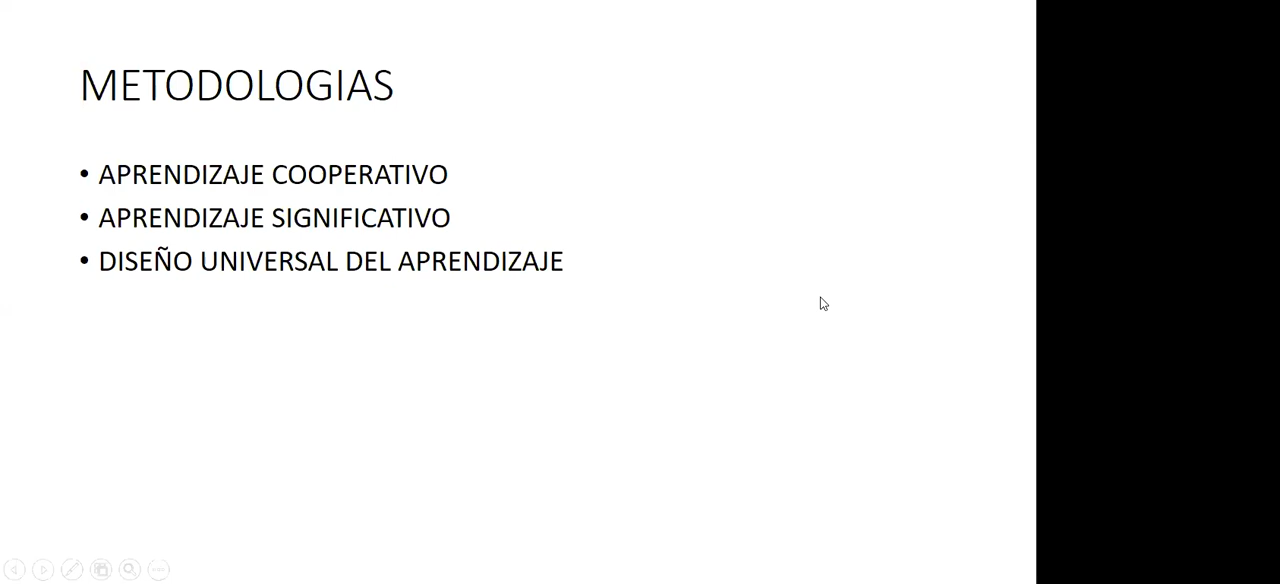 METODOLOGIAS
• APRENDIZAJE COOPERATIVO
• APRENDIZAJE SIGNIFICATIVO
• DISEÑO UNIVERSAL DEL APRENDIZAJE